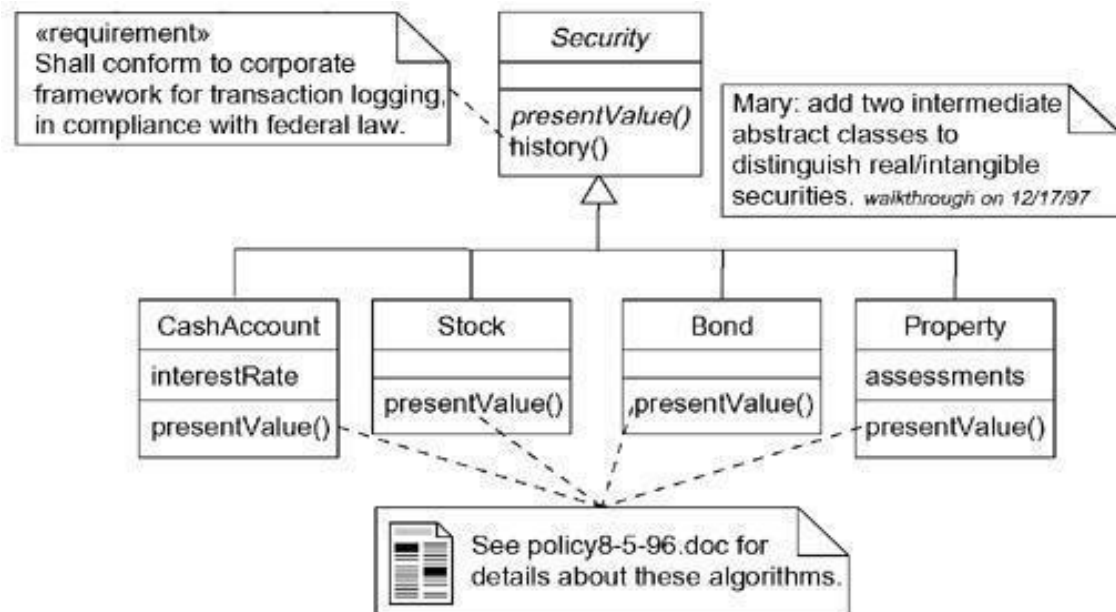 «requirement»
Shall conform to corporate
framework for transaction logging,
in compliance with federal law.
Security
presentValue()
history()
Mary: add two intermediate
abstract classes to
distinguish real/intangible
securities. walkthrough on 12/17/97
CashAccount
interestRate
presentValue()
Stock
presentValue()
Bond
presentValue()
Property
assessments
presentValue()
See policy8-5-96.doc for
details about these algorithms.